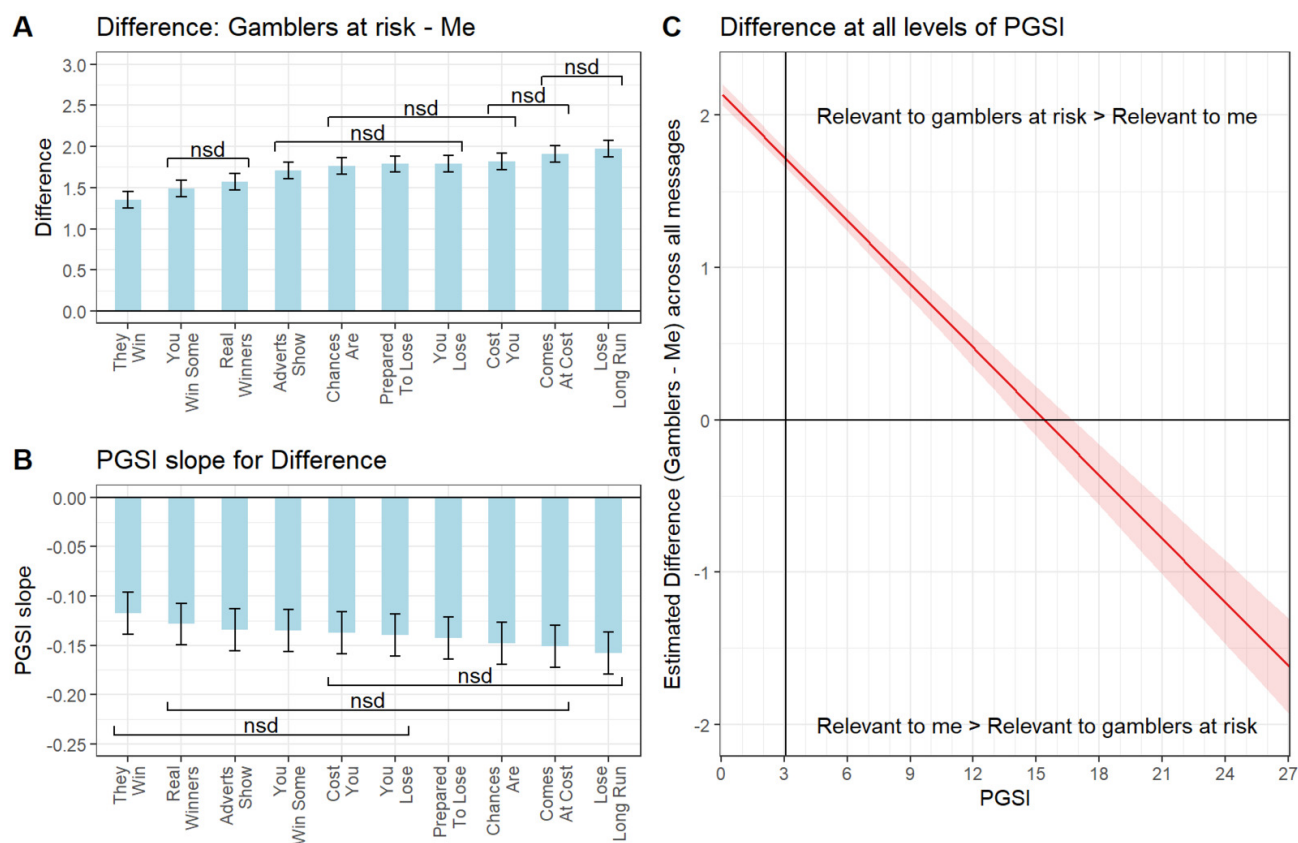 A
Difference: Gamblers at risk - Me
Difference
3.0
2.5
2.0
1.5
1.0
0.5
0.0
nsd
nsd
nsd
nsd
nsd
They
Win
You
Win Some
Real
Winners
Adverts
Show
Chances
Are
Prepared
To Lose
You
Lose
Cost
You
Comes
At Cost
Lose
Long Run
B
PGSI slope for Difference
PGSI slope
0.00
-0.05
-0.10
-0.15
-0.20
-0.25
nsd
nsd
nsd
They
Win
Real
Winners
Adverts
Show
You
Win Some
Cost
You
You
Lose
Prepared
To Lose
Chances
Are
Comes
At Cost
Lose
Long Run
C
Difference at all levels of PGSI
Estimated Difference (Gamblers - Me) across all messages
2
1
0
-1
-2
Relevant to gamblers at risk > Relevant to me
Relevant to me > Relevant to gamblers at risk
0 3 6 9 12 15 18 21 24 27
PGSI